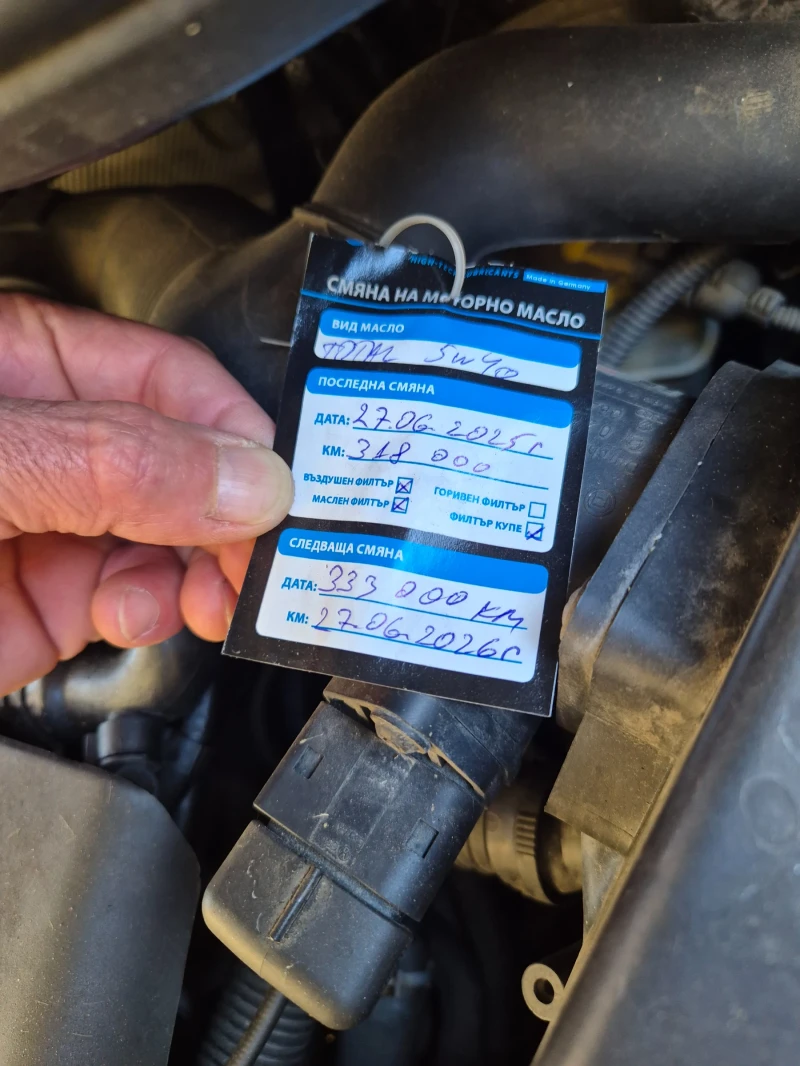 HIGH-TECH LUBRICANTS Made in Germany
СМЯНА НА МОТОРНО МАСЛО
ВИД МАСЛО
TOTAL 5W40
ПОСЛЕДНА СМЯНА
ДАТА: 27.06.2025г
КМ: 318 000
ВЪЗДУШЕН ФИЛТЪР ГОРИВЕН ФИЛТЪР
МАСЛЕН ФИЛТЪР ФИЛТЪР КУПЕ
СЛЕДВАЩА СМЯНА
ДАТА: 333 000 КМ
КМ: 27.06.2026г